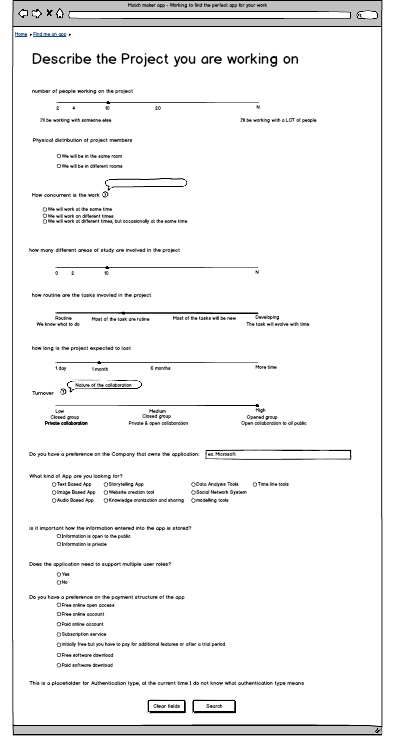 Match maker app - Working to find the perfect app for your work
Home ▸ Find me an app ▸
Describe the Project you are working on
number of people working on the project
2 4 10 20 N
I'll be working with someone else I'll be working with a LOT of people
Physical distribution of project members
We will be in the same room
We will be in different rooms
How concurrent is the work ?
We will work at the same time
We will work on different times
We will work at different times, but occasionally at the same time
how many different areas of study are involved in the project
0 2 10 N
how routine are the tasks involved in the project
Routine Most of the task are rutine Most of the tasks will be new Developing
We know what to do The task will evolve with time
how long is the project expected to last
1 day 1 month 6 months More time
Nature of the collaboration
Turnover ?
Low Medium High
Closed group Closed group Opened group
Private collaboration Private & open collaboration Open collaboration to all public
Do you have a preference on the Company that owns the application: ex. Microsoft
What kind of App are you looking for?
Text Based App Storytelling App Data Analysis Tools Time line tools
Image Based App Website creation tool Social Network System
Audio Based App Knowledge oranization and sharing modelling tools
Is it important how the information entered into the app is stored?
Information is open to the public
Information is private
Does the application need to support multiple user roles?
Yes
No
Do you have a preference on the payment structure of the app
Free online open access
Free online account
Paid online account
Subscription service
Initially free but you have to pay for additional features or after a trial period
Free software download
Paid software download
This is a placeholder for Authentication type, at the current time I do not know what authentication type means
Clear fields Search